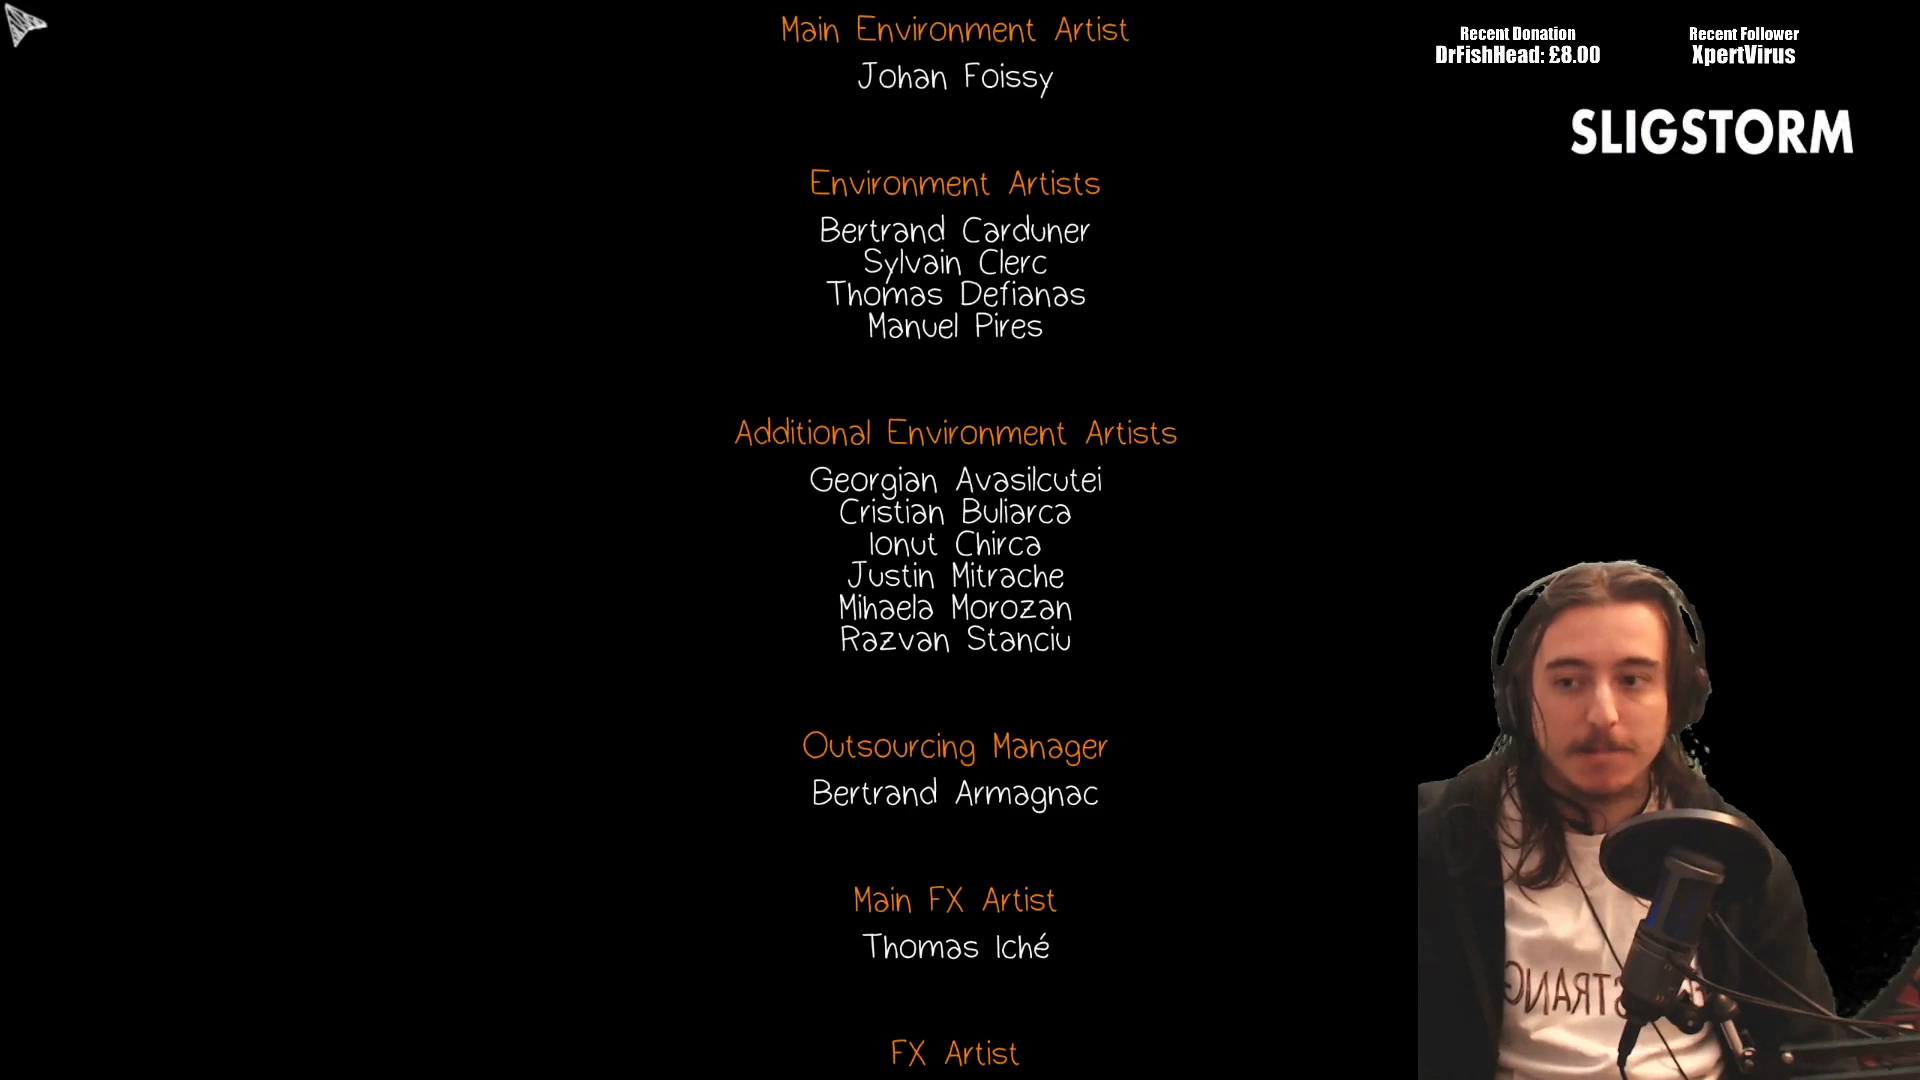 Main Environment Artist
Johan Foissy
Environment Artists
Bertrand Carduner
Sylvain Clerc
Thomas Defianas
Manuel Pires
Additional Environment Artists
Georgian Avasilcutei
Cristian Buliarca
Ionut Chirca
Justin Mitrache
Mihaela Morozan
Razvan Stanciu
Outsourcing Manager
Bertrand Armagnac
Main FX Artist
Thomas Iché
FX Artist
Recent Donation
DrFishHead: £8.00
Recent Follower
XpertVirus
SLIGSTORM